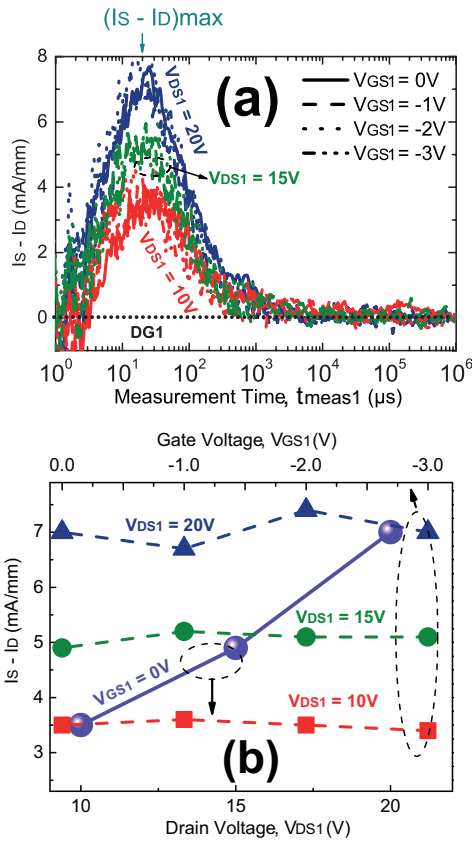 (IS - ID)max
(a)
VGS1 = 0V
VGS1 = -1V
VGS1 = -2V
VGS1 = -3V
VDS1 = 20V
VDS1 = 15V
VDS1 = 10V
DG1
8
6
4
2
0
IS - ID (mA/mm)
10^0 10^1 10^2 10^3 10^4 10^5 10^6
Measurement Time, tmeas1 (µs)
Gate Voltage, VGS1(V)
0.0 -1.0 -2.0 -3.0
VDS1 = 20V
VDS1 = 15V
VGS1 = 0V
VDS1 = 10V
(b)
7
6
5
4
3
IS - ID (mA/mm)
10 15 20
Drain Voltage, VDS1(V)